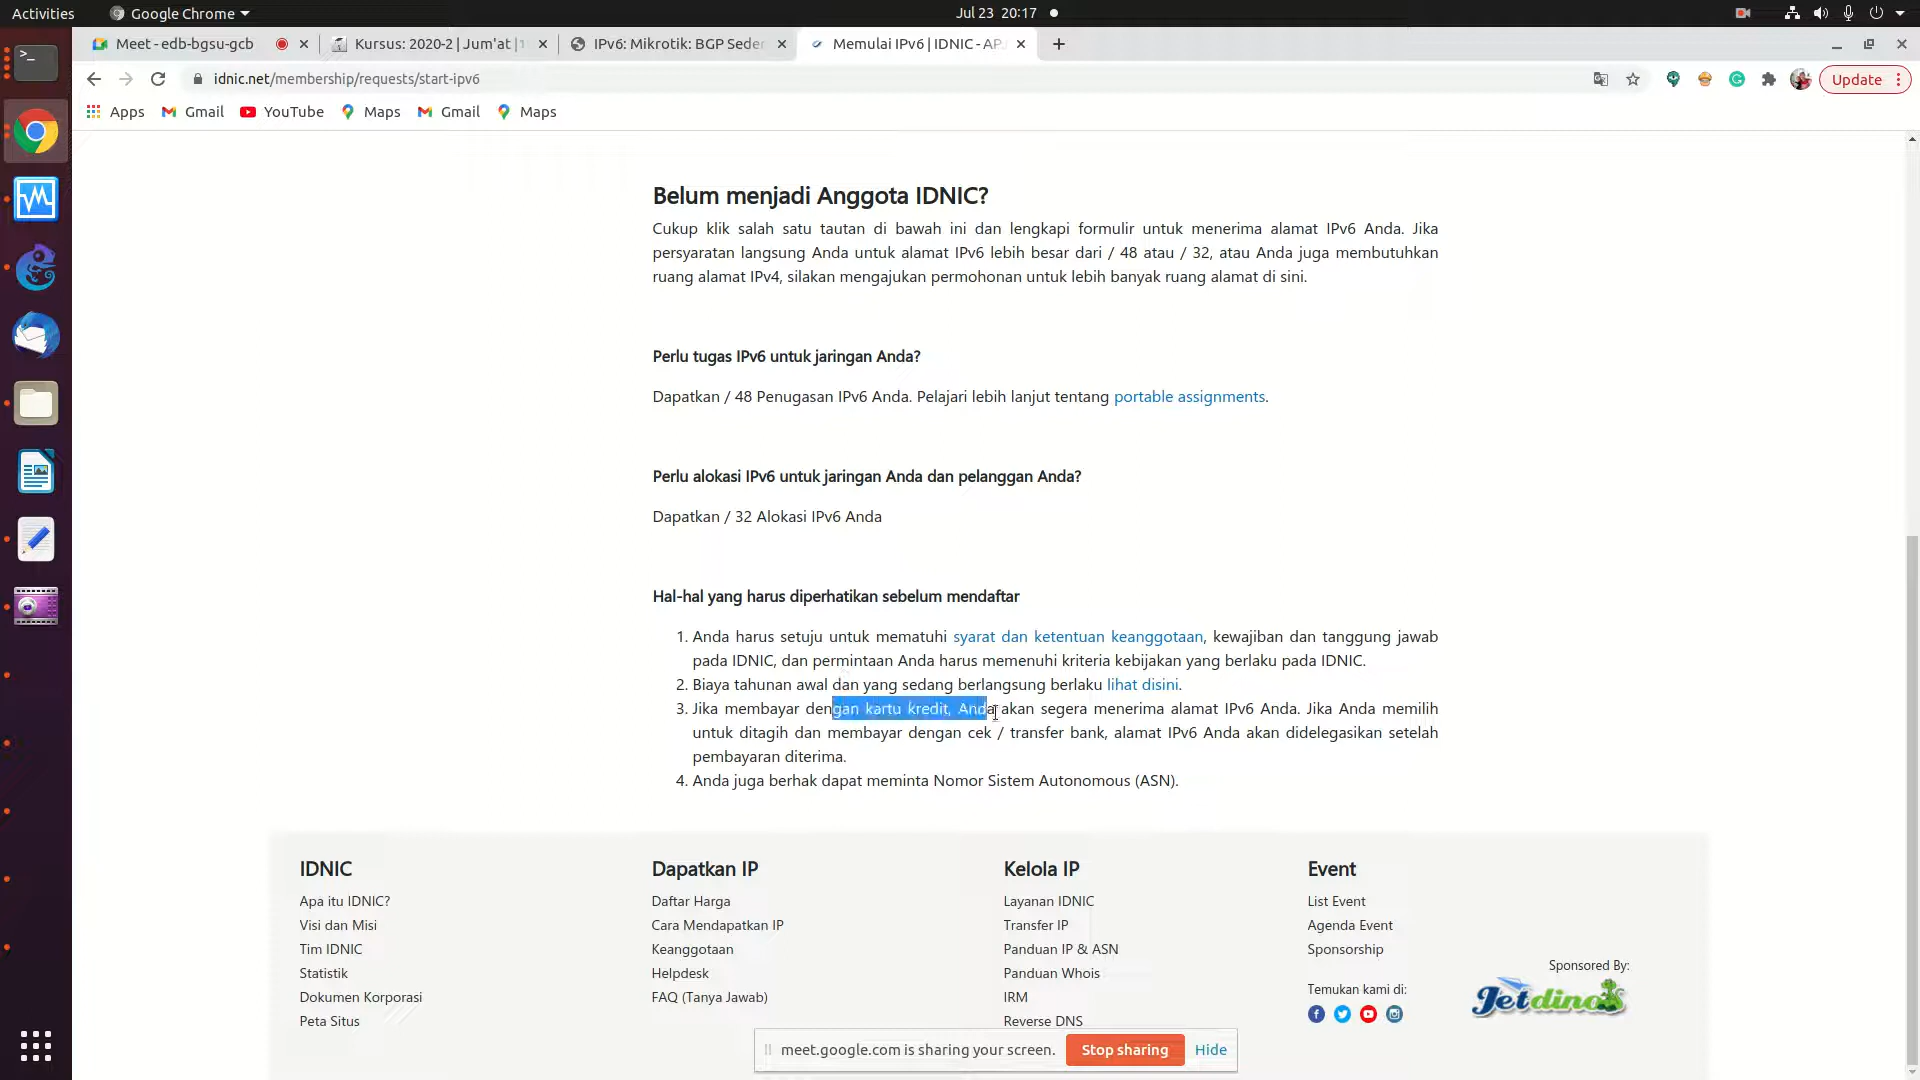 Activities
Google Chrome
Jul 23 20:17
Meet - edb-bgsu-gcb
Kursus: 2020-2 | Jum'at |
IPv6: Mikrotik: BGP Seder
Memulai IPv6 | IDNIC - APJ
idnic.net/membership/requests/start-ipv6
Update
Apps
Gmail
YouTube
Maps
Gmail
Maps
Belum menjadi Anggota IDNIC?
Cukup klik salah satu tautan di bawah ini dan lengkapi formulir untuk menerima alamat IPv6 Anda. Jika
persyaratan langsung Anda untuk alamat IPv6 lebih besar dari / 48 atau / 32, atau Anda juga membutuhkan
ruang alamat IPv4, silakan mengajukan permohonan untuk lebih banyak ruang alamat di sini.
Perlu tugas IPv6 untuk jaringan Anda?
Dapatkan / 48 Penugasan IPv6 Anda. Pelajari lebih lanjut tentang portable assignments.
Perlu alokasi IPv6 untuk jaringan Anda dan pelanggan Anda?
Dapatkan / 32 Alokasi IPv6 Anda
Hal-hal yang harus diperhatikan sebelum mendaftar
1. Anda harus setuju untuk mematuhi syarat dan ketentuan keanggotaan, kewajiban dan tanggung jawab
pada IDNIC, dan permintaan Anda harus memenuhi kriteria kebijakan yang berlaku pada IDNIC.
2. Biaya tahunan awal dan yang sedang berlangsung berlaku lihat disini.
3. Jika membayar dengan kartu kredit, Anda akan segera menerima alamat IPv6 Anda. Jika Anda memilih
untuk ditagih dan membayar dengan cek / transfer bank, alamat IPv6 Anda akan didelegasikan setelah
pembayaran diterima.
4. Anda juga berhak dapat meminta Nomor Sistem Autonomous (ASN).
IDNIC
Apa itu IDNIC?
Visi dan Misi
Tim IDNIC
Statistik
Dokumen Korporasi
Peta Situs
Dapatkan IP
Daftar Harga
Cara Mendapatkan IP
Keanggotaan
Helpdesk
FAQ (Tanya Jawab)
Kelola IP
Layanan IDNIC
Transfer IP
Panduan IP & ASN
Panduan Whois
IRM
Reverse DNS
Event
List Event
Agenda Event
Sponsorship
Temukan kami di:
Sponsored By:
Jetdino
meet.google.com is sharing your screen.
Stop sharing
Hide